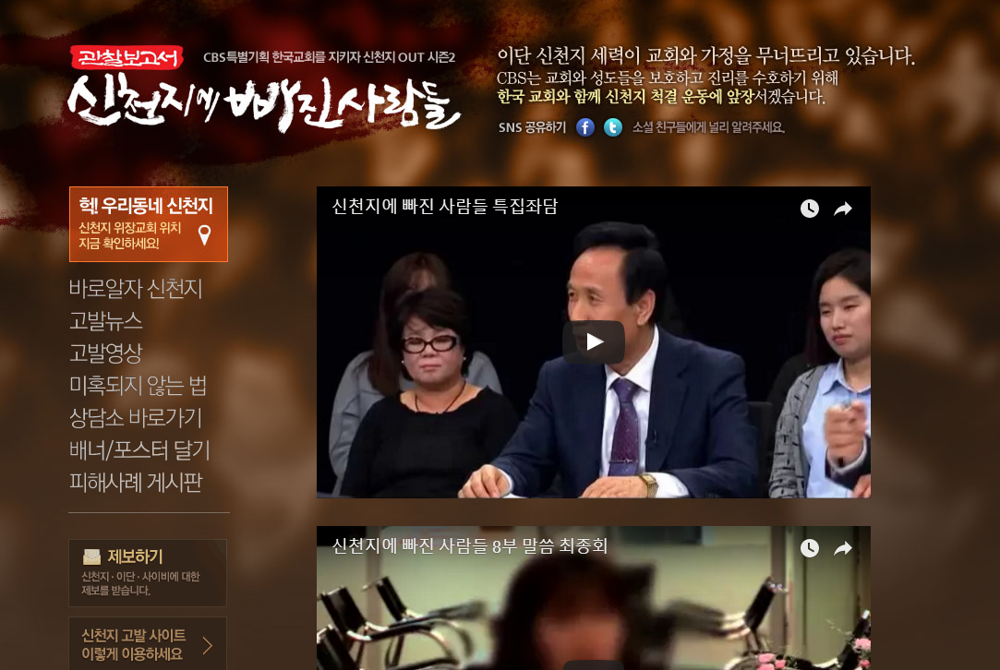 관찰보고서
CBS특별기획 한국교회를 지키자 신천지 OUT 시즌2
신천지에 빠진 사람들
이단 신천지 세력이 교회와 가정을 무너뜨리고 있습니다.
CBS는 교회와 성도들을 보호하고 진리를 수호하기 위해
한국 교회와 함께 신천지 척결 운동에 앞장서겠습니다.
SNS 공유하기
소셜 친구들에게 널리 알려주세요.
헉! 우리동네 신천지
신천지 위장교회 위치
지금 확인하세요!
바로알자 신천지
고발뉴스
고발영상
미혹되지 않는 법
상담소 바로가기
배너/포스터 달기
피해사례 게시판
제보하기
신천지 · 이단 · 사이비에 대한
제보를 받습니다.
신천지 고발 사이트
이렇게 이용하세요
신천지에 빠진 사람들 특집좌담
신천지에 빠진 사람들 8부 말씀 최종회